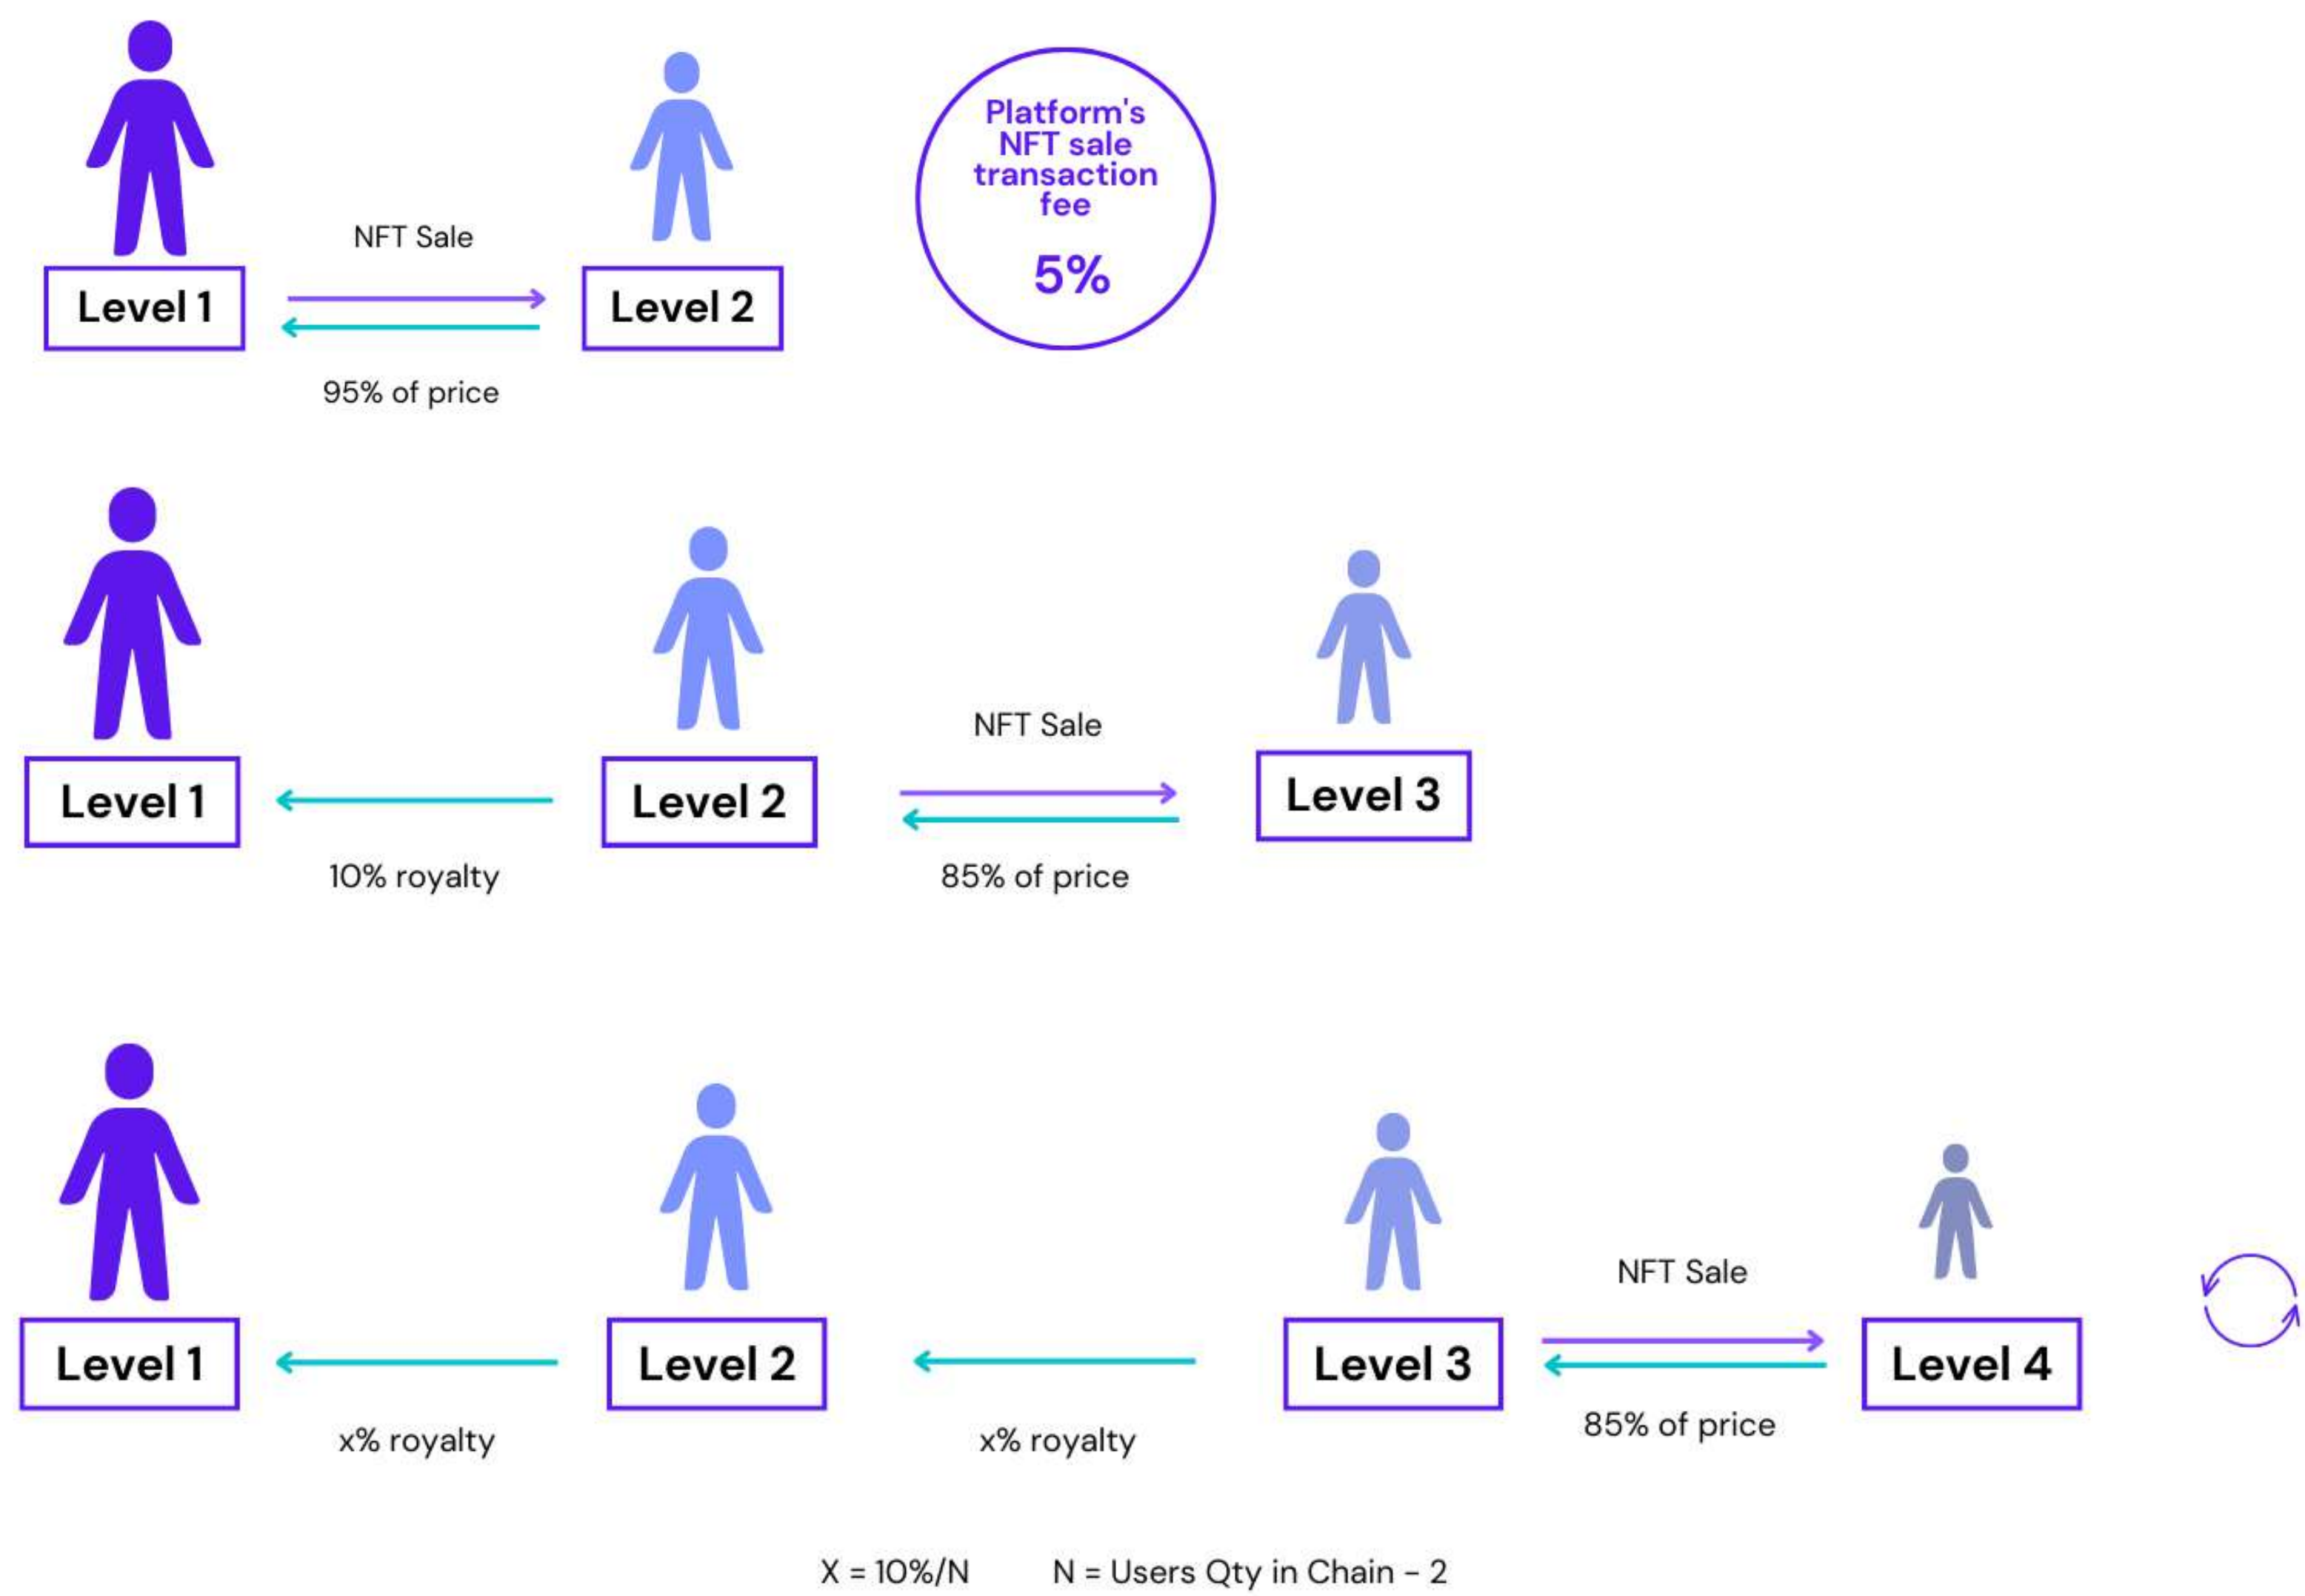 Platform's
NFT sale
transaction
fee
5%
NFT Sale
Level 1
Level 2
95% of price
NFT Sale
Level 1
Level 2
Level 3
10% royalty
85% of price
NFT Sale
Level 1
Level 2
Level 3
Level 4
x% royalty
x% royalty
85% of price
X = 10%/N
N = Users Qty in Chain – 2